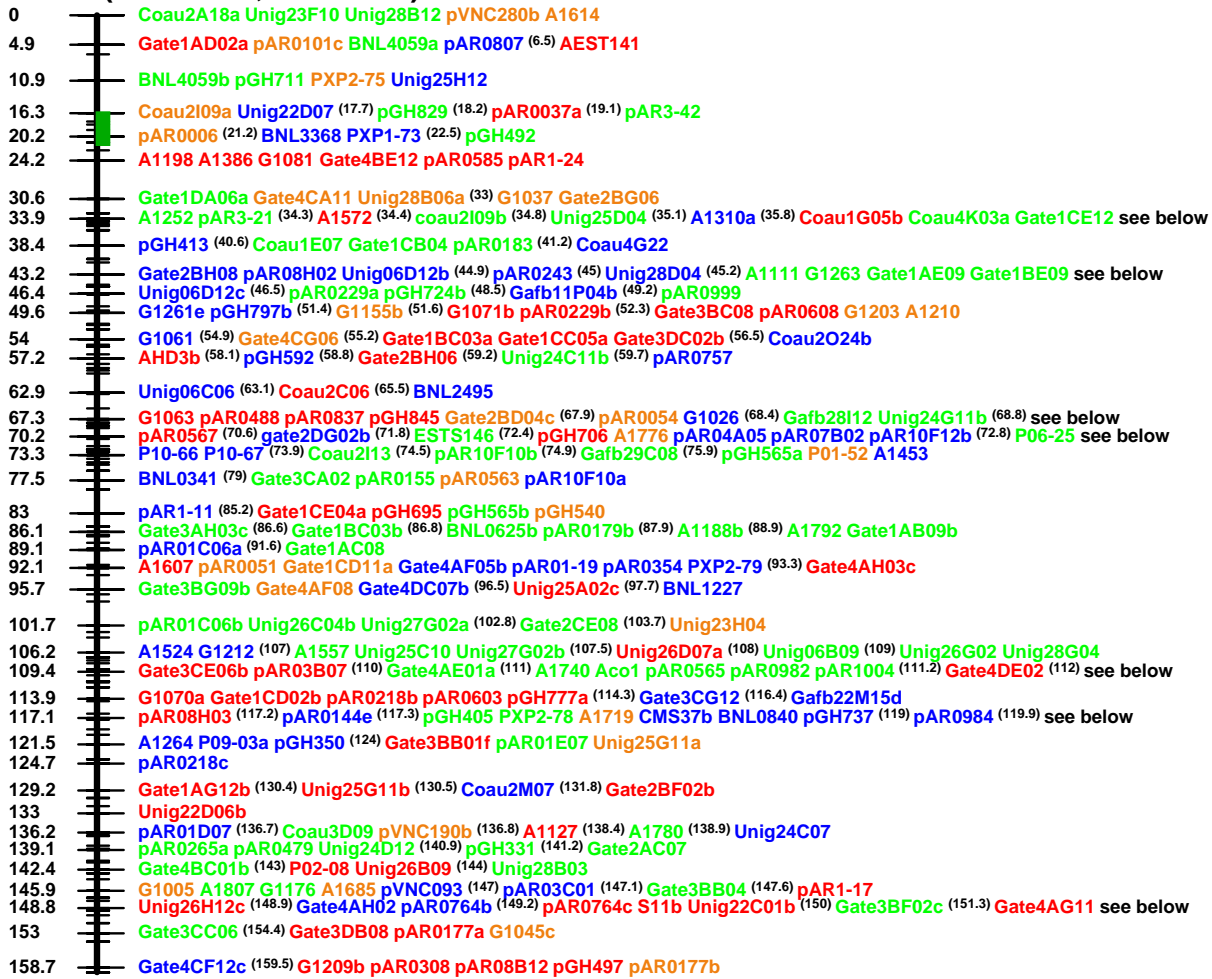 0 Coau2A18a Unig23F10 Unig28B12 pVNC280b A1614
4.9 Gate1AD02a pAR0101c BNL4059a pAR0807 (6.5) AEST141
10.9 BNL4059b pGH711 PXP2-75 Unig25H12
16.3 Coau2I09a Unig22D07 (17.7) pGH829 (18.2) pAR0037a (19.1) pAR3-42
20.2 pAR0006 (21.2) BNL3368 PXP1-73 (22.5) pGH492
24.2 A1198 A1386 G1081 Gate4BE12 pAR0585 pAR1-24
30.6 Gate1DA06a Gate4CA11 Unig28B06a (33) G1037 Gate2BG06
33.9 A1252 pAR3-21 (34.3) A1572 (34.4) coau2I09b (34.8) Unig25D04 (35.1) A1310a (35.8) Coau1G05b Coau4K03a Gate1CE12 see below
38.4 pGH413 (40.6) Coau1E07 Gate1CB04 pAR0183 (41.2) Coau4G22
43.2 Gate2BH08 pAR08H02 Unig06D12b (44.9) pAR0243 (45) Unig28D04 (45.2) A1111 G1263 Gate1AE09 Gate1BE09 see below
46.4 Unig06D12c (46.5) pAR0229a pGH724b (48.5) Gafb11P04b (49.2) pAR0999
49.6 G1261e pGH797b (51.4) G1155b (51.6) G1071b pAR0229b (52.3) Gate3BC08 pAR0608 G1203 A1210
54 G1061 (54.9) Gate4CG06 (55.2) Gate1BC03a Gate1CC05a Gate3DC02b (56.5) Coau2O24b
57.2 AHD3b (58.1) pGH592 (58.8) Gate2BH06 (59.2) Unig24C11b (59.7) pAR0757
62.9 Unig06C06 (63.1) Coau2C06 (65.5) BNL2495
67.3 G1063 pAR0488 pAR0837 pGH845 Gate2BD04c (67.9) pAR0054 G1026 (68.4) Gafb28I12 Unig24G11b (68.8) see below
70.2 pAR0567 (70.6) gate2DG02b (71.8) ESTS146 (72.4) pGH706 A1776 pAR04A05 pAR07B02 pAR10F12b (72.8) P06-25 see below
73.3 P10-66 P10-67 (73.9) Coau2I13 (74.5) pAR10F10b (74.9) Gafb29C08 (75.9) pGH565a P01-52 A1453
77.5 BNL0341 (79) Gate3CA02 pAR0155 pAR0563 pAR10F10a
83 pAR1-11 (85.2) Gate1CE04a pGH695 pGH565b pGH540
86.1 Gate3AH03c (86.6) Gate1BC03b (86.8) BNL0625b pAR0179b (87.9) A1188b (88.9) A1792 Gate1AB09b
89.1 pAR01C06a (91.6) Gate1AC08
92.1 A1607 pAR0051 Gate1CD11a Gate4AF05b pAR01-19 pAR0354 PXP2-79 (93.3) Gate4AH03c
95.7 Gate3BG09b Gate4AF08 Gate4DC07b (96.5) Unig25A02c (97.7) BNL1227
101.7 pAR01C06b Unig26C04b Unig27G02a (102.8) Gate2CE08 (103.7) Unig23H04
106.2 A1524 G1212 (107) A1557 Unig25C10 Unig27G02b (107.5) Unig26D07a (108) Unig06B09 (109) Unig26G02 Unig28G04
109.4 Gate3CE06b pAR03B07 (110) Gate4AE01a (111) A1740 Aco1 pAR0565 pAR0982 pAR1004 (111.2) Gate4DE02 (112) see below
113.9 G1070a Gate1CD02b pAR0218b pAR0603 pGH777a (114.3) Gate3CG12 (116.4) Gafb22M15d
117.1 pAR08H03 (117.2) pAR0144e (117.3) pGH405 PXP2-78 A1719 CMS37b BNL0840 pGH737 (119) pAR0984 (119.9) see below
121.5 A1264 P09-03a pGH350 (124) Gate3BB01f pAR01E07 Unig25G11a
124.7 pAR0218c
129.2 Gate1AG12b (130.4) Unig25G11b (130.5) Coau2M07 (131.8) Gate2BF02b
133 Unig22D06b
136.2 pAR01D07 (136.7) Coau3D09 pVNC190b (136.8) A1127 (138.4) A1780 (138.9) Unig24C07
139.1 pAR0265a pAR0479 Unig24D12 (140.9) pGH331 (141.2) Gate2AC07
142.4 Gate4BC01b (143) P02-08 Unig26B09 (144) Unig28B03
145.9 G1005 A1807 G1176 A1685 pVNC093 (147) pAR03C01 (147.1) Gate3BB04 (147.6) pAR1-17
148.8 Unig26H12c (148.9) Gate4AH02 pAR0764b (149.2) pAR0764c S11b Unig22C01b (150) Gate3BF02c (151.3) Gate4AG11 see below
153 Gate3CC06 (154.4) Gate3DB08 pAR0177a G1045c
158.7 Gate4CF12c (159.5) G1209b pAR0308 pAR08B12 pGH497 pAR0177b